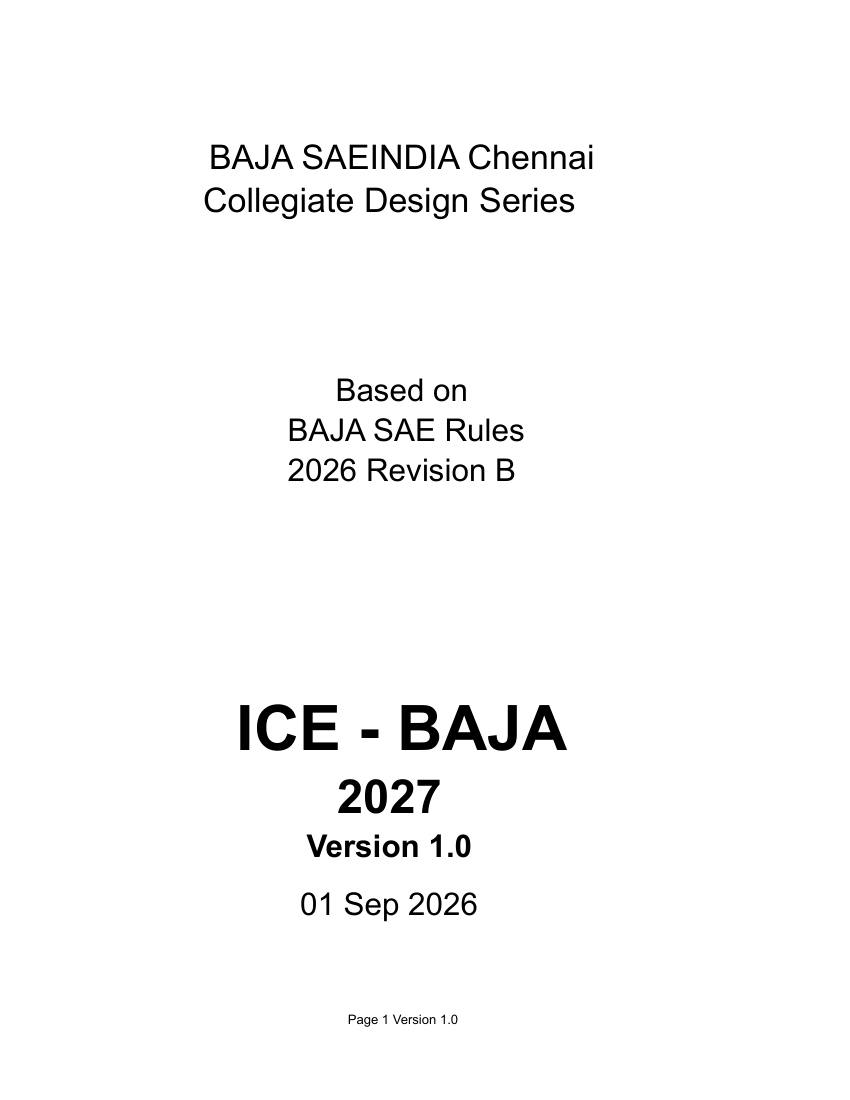 BAJA SAEINDIA Chennai
Collegiate Design Series
Based on
BAJA SAE Rules
2026 Revision B
ICE - BAJA
2027
Version 1.0
01 Sep 2026
Page 1 Version 1.0